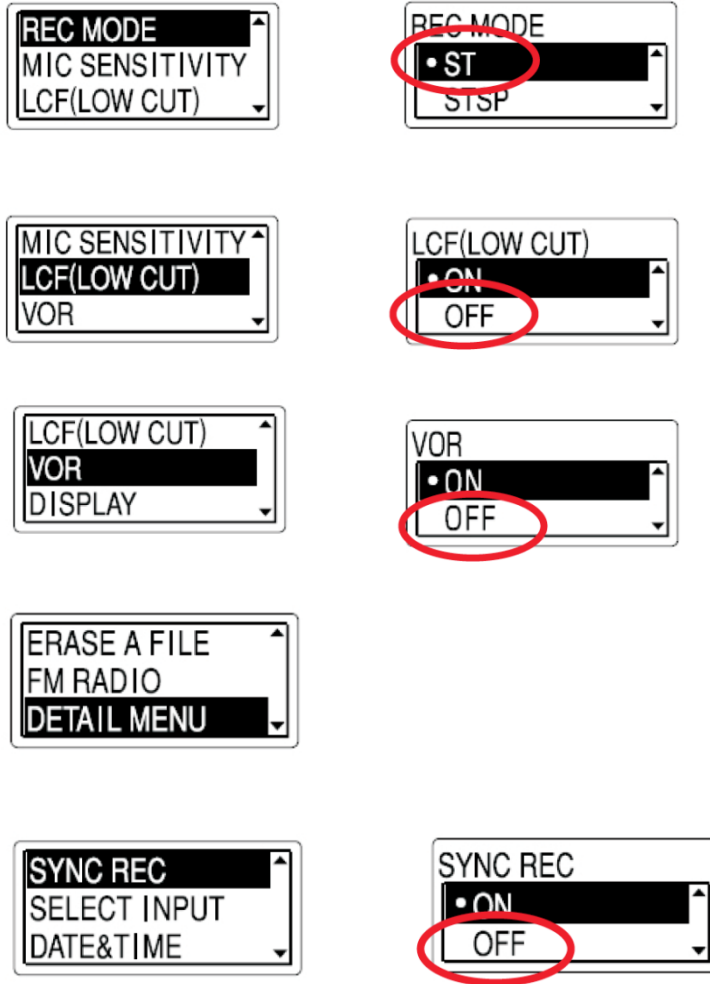 REC MODE
MIC SENSITIVITY
LCF(LOW CUT)
REC MODE
• ST
STSP
MIC SENSITIVITY
LCF(LOW CUT)
VOR
LCF(LOW CUT)
• ON
OFF
LCF(LOW CUT)
VOR
DISPLAY
VOR
• ON
OFF
ERASE A FILE
FM RADIO
DETAIL MENU
SYNC REC
SELECT INPUT
DATE&TIME
SYNC REC
• ON
OFF